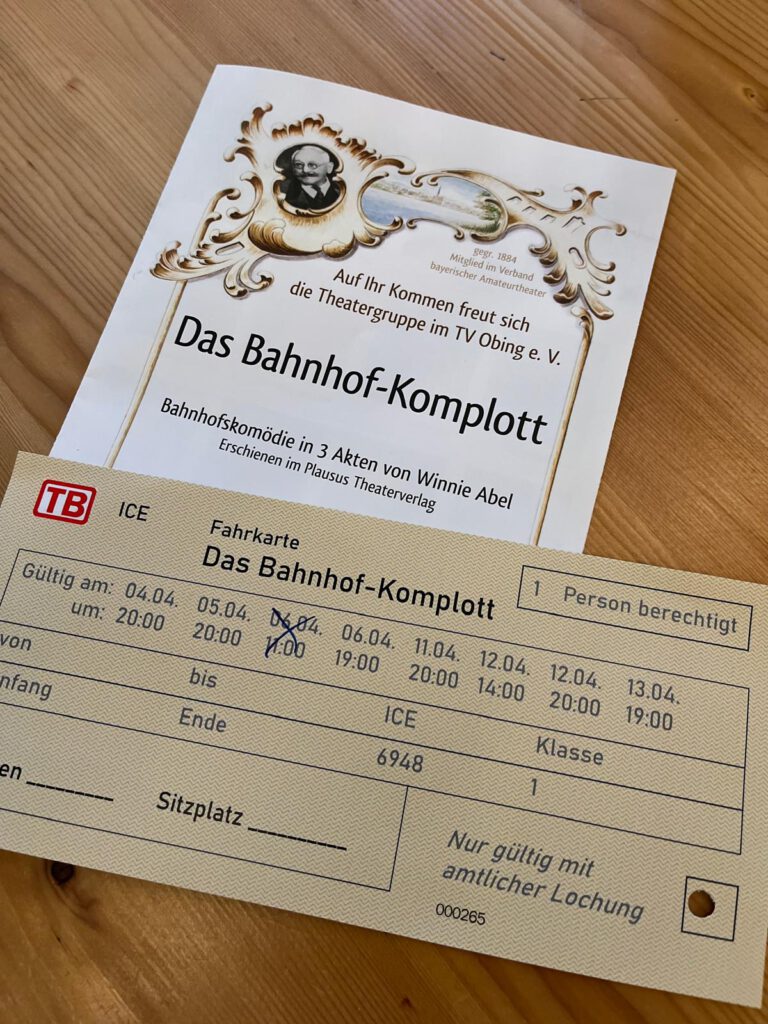 gegr. 1884
Mitglied im Verband
bayerischer Amateurtheater
Auf Ihr Kommen freut sich
die Theatergruppe im TV Obing e. V.
Das Bahnhof-Komplott
Bahnhofskomödie in 3 Akten von Winnie Abel
Erschienen im Plausus Theaterverlag
TB ICE Fahrkarte
Das Bahnhof-Komplott
1 Person berechtigt
Gültig am: 04.04. 05.04. 06.04. 06.04. 11.04. 12.04. 12.04. 13.04.
um: 20:00 20:00 11:00 19:00 20:00 14:00 20:00 19:00
von bis ICE Klasse
nfang Ende 6948 1
en Sitzplatz
Nur gültig mit
amtlicher Lochung
000265